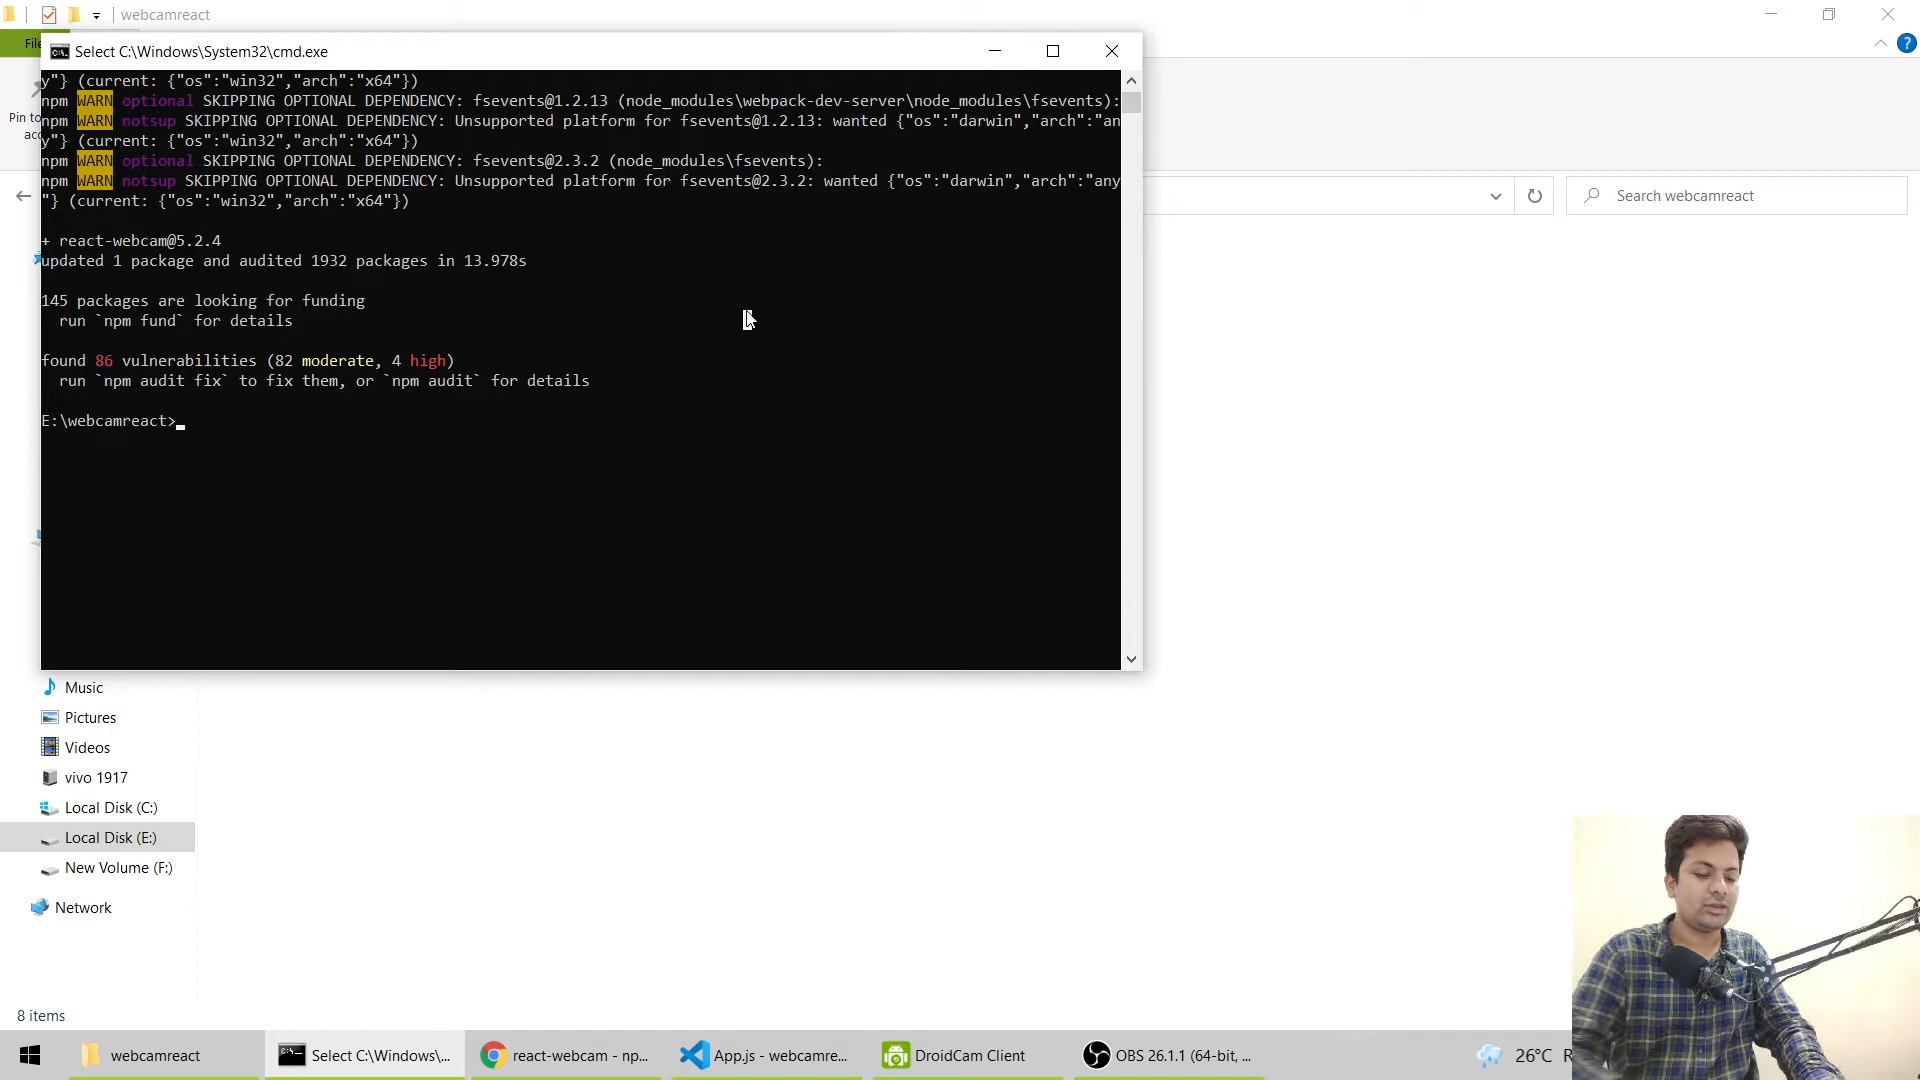 webcamreact
File
Select C:\Windows\System32\cmd.exe
y"} (current: {"os":"win32","arch":"x64"})
npm WARN optional SKIPPING OPTIONAL DEPENDENCY: fsevents@1.2.13 (node_modules\webpack-dev-server\node_modules\fsevents):
npm WARN notsup SKIPPING OPTIONAL DEPENDENCY: Unsupported platform for fsevents@1.2.13: wanted {"os":"darwin","arch":"an
y"} (current: {"os":"win32","arch":"x64"})
npm WARN optional SKIPPING OPTIONAL DEPENDENCY: fsevents@2.3.2 (node_modules\fsevents):
npm WARN notsup SKIPPING OPTIONAL DEPENDENCY: Unsupported platform for fsevents@2.3.2: wanted {"os":"darwin","arch":"any
"} (current: {"os":"win32","arch":"x64"})
+ react-webcam@5.2.4
updated 1 package and audited 1932 packages in 13.978s
145 packages are looking for funding
run `npm fund` for details
found 86 vulnerabilities (82 moderate, 4 high)
run `npm audit fix` to fix them, or `npm audit` for details
E:\webcamreact>
Pin to
acc
Search webcamreact
Music
Pictures
Videos
vivo 1917
Local Disk (C:)
Local Disk (E:)
New Volume (F:)
Network
8 items
webcamreact
Select C:\Windows\...
react-webcam - np...
App.js - webcamre...
DroidCam Client
OBS 26.1.1 (64-bit, ...
26°C R